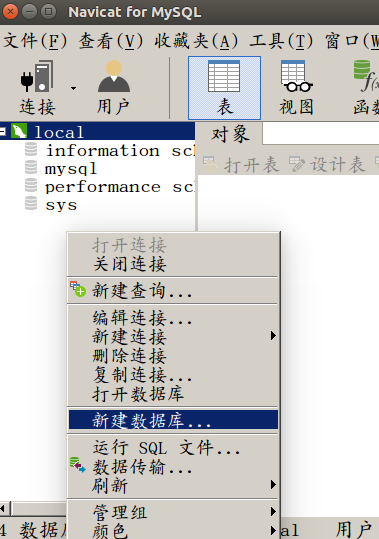 Navicat for MySQL
文件(F) 查看(V) 收藏夹(A) 工具(T) 窗口(W
连接 用户 表 视图 函数
local 对象
information sch 打开表 设计表
mysql
performance sc
sys
打开连接
关闭连接
新建查询...
编辑连接...
新建连接
删除连接
复制连接...
打开数据库
新建数据库...
运行 SQL 文件...
数据传输...
刷新
管理组
4 数据 颜色 al 用户